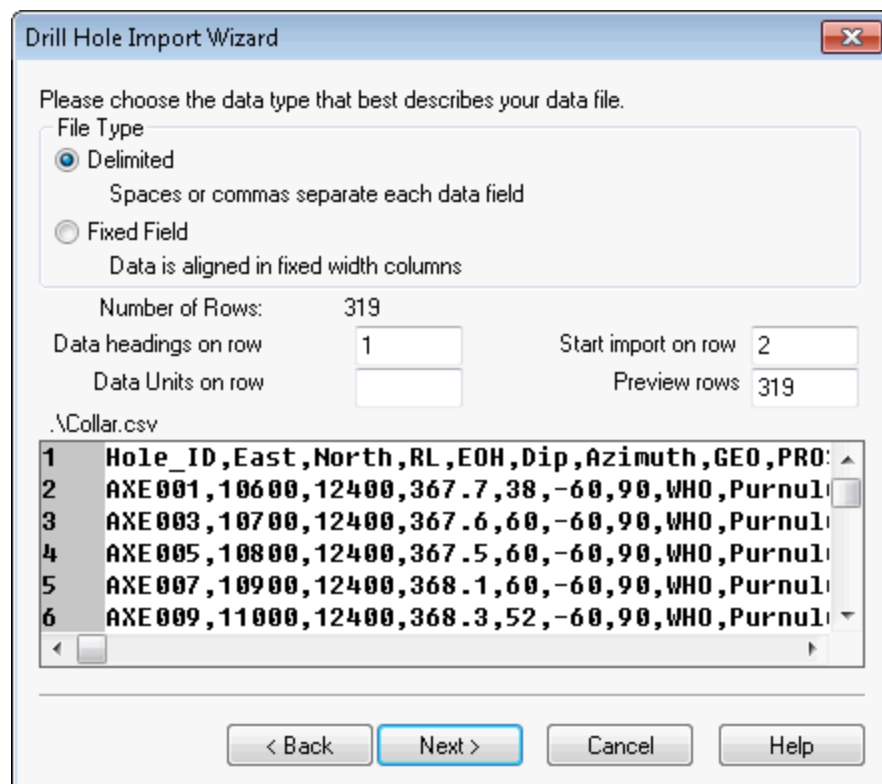 Drill Hole Import Wizard
Please choose the data type that best describes your data file.
File Type
Delimited
Spaces or commas separate each data field
Fixed Field
Data is aligned in fixed width columns
Number of Rows: 319
Data headings on row 1 Start import on row 2
Data Units on row Preview rows 319
.\Collar.csv
1 Hole_ID,East,North,RL,EOH,Dip,Azimuth,GEO,
2 AXE001,10600,12400,367.7,38,-60,90,WHO,
3 AXE003,10700,12400,367.6,60,-60,90,WHO,
4 AXE005,10800,12400,367.5,60,-60,90,WHO,
5 AXE007,10900,12400,368.1,60,-60,90,WHO,
6 AXE009,11000,12400,368.3,52,-60,90,WHO,
< Back Next > Cancel Help